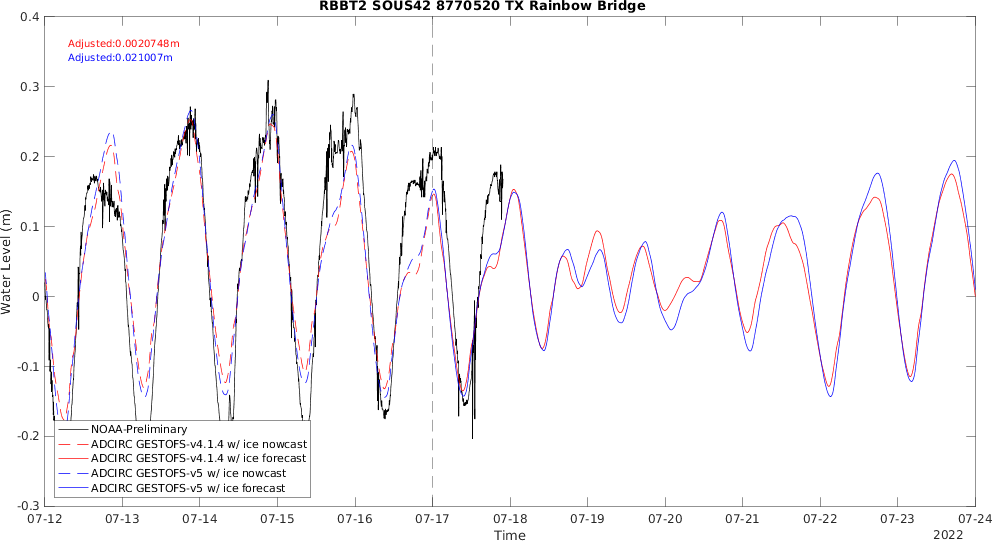 RBBT2 SOUS42 8770520 TX Rainbow Bridge
Adjusted:0.0020748m
Adjusted:0.021007m
Water Level (m)
0.4
0.3
0.2
0.1
0
-0.1
-0.2
-0.3
NOAA-Preliminary
ADCIRC GESTOFS-v4.1.4 w/ ice nowcast
ADCIRC GESTOFS-v4.1.4 w/ ice forecast
ADCIRC GESTOFS-v5 w/ ice nowcast
ADCIRC GESTOFS-v5 w/ ice forecast
07-12 07-13 07-14 07-15 07-16 07-17 07-18 07-19 07-20 07-21 07-22 07-23 07-24
Time
2022